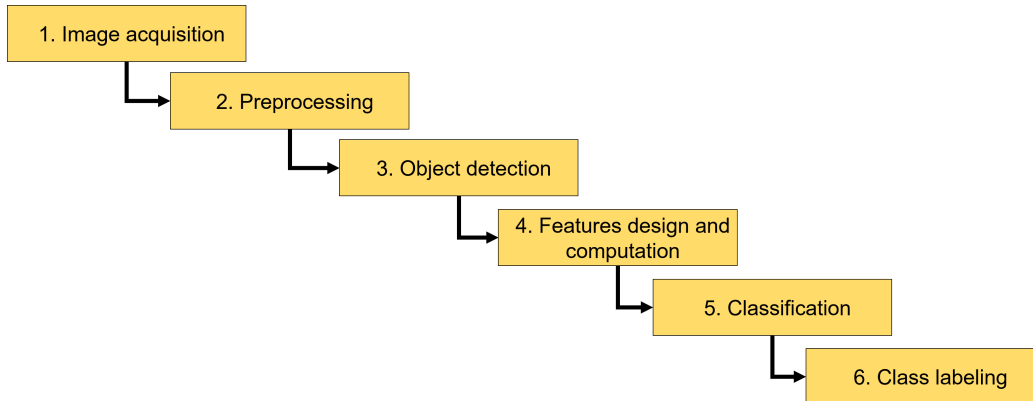 1. Image acquisition
2. Preprocessing
3. Object detection
4. Features design and
computation
5. Classification
6. Class labeling